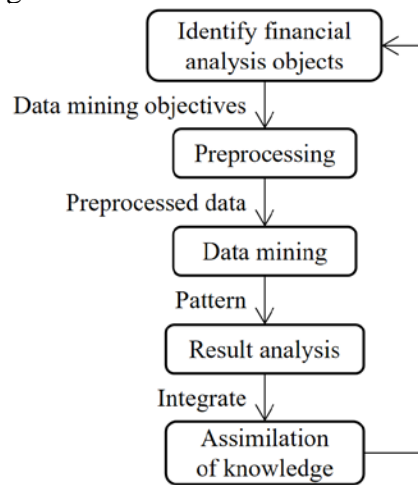 Identify financial
analysis objects
Data mining objectives
Preprocessing
Preprocessed data
Data mining
Pattern
Result analysis
Integrate
Assimilation
of knowledge